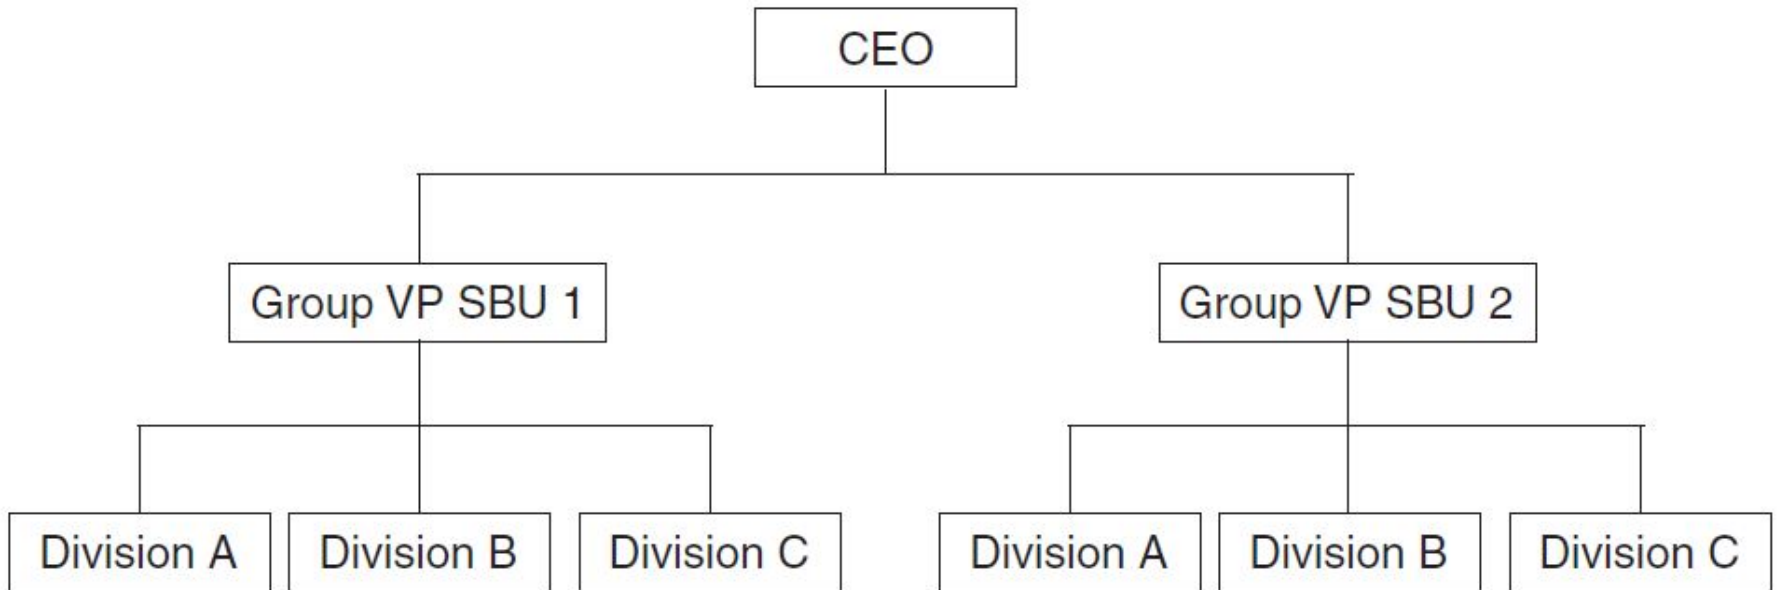 CEO
Group VP SBU 1
Group VP SBU 2
Division A
Division B
Division C
Division A
Division B
Division C